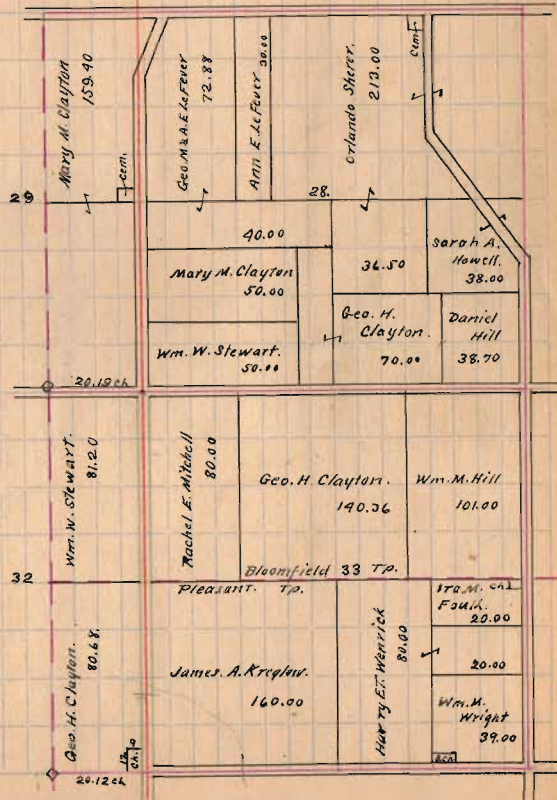 Mary M. Clayton
159.40
Cem.
Geo. M & A. E. LeFever
72.88
Ann E. LeFever
30.00
Orlando Sherer.
213.00
Cem.
29
28.
40.00
Mary M. Clayton
50.00
Wm. W. Stewart.
50.00
36.50
Sarah A.
Howell.
38.00
Geo. H.
Clayton.
70.00
Daniel
Hill
38.70
20.19 ch
Wm. W. Stewart.
81.20
Rachel E. Mitchell
80.00
Geo. H. Clayton.
140.36
Wm. M. Hill
101.00
32
Bloomfield 33 Tp.
Pleasant. Tp.
Geo. H. Clayton.
80.68.
James. A. Kreglow.
160.00
80.00
Ira M.
Foulk.
20.00
20.00
Wm. M.
Wright
39.00
20.12 ch